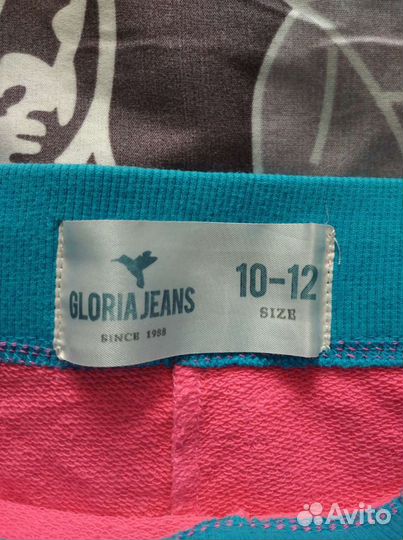 GLORIA JEANS
SINCE 1988
10-12
SIZE
Avito